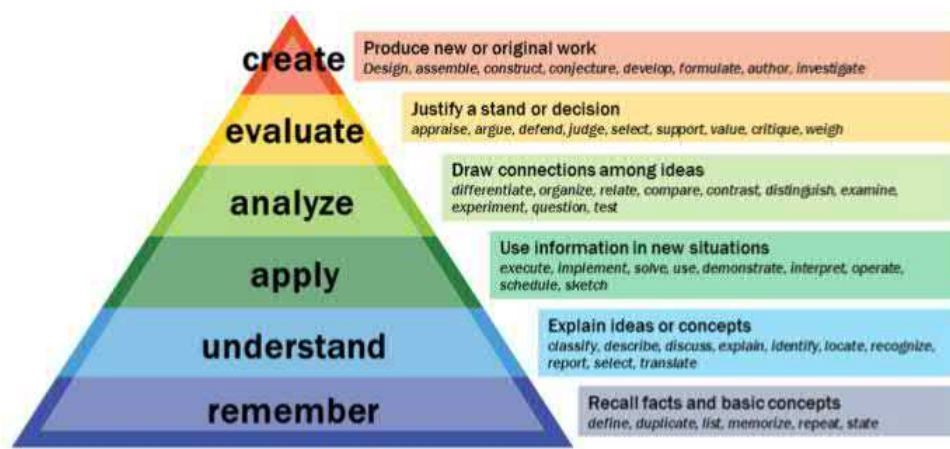 create
Produce new or original work
Design, assemble, construct, conjecture, develop, formulate, author, investigate
evaluate
Justify a stand or decision
appraise, argue, defend, judge, select, support, value, critique, weigh
analyze
Draw connections among ideas
differentiate, organize, relate, compare, contrast, distinguish, examine,
experiment, question, test
apply
Use information in new situations
execute, implement, solve, use, demonstrate, interpret, operate,
schedule, sketch
understand
Explain ideas or concepts
classify, describe, discuss, explain, identify, locate, recognize,
report, select, translate
remember
Recall facts and basic concepts
define, duplicate, list, memorize, repeat, state